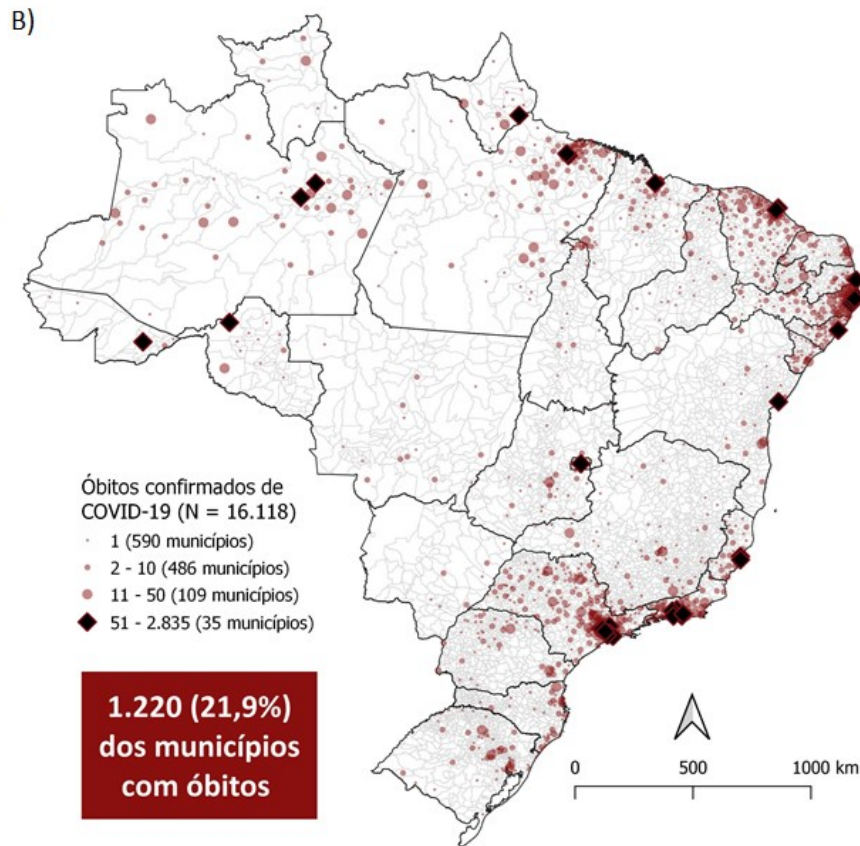 B)
Óbitos confirmados de
COVID-19 (N = 16.118)
1 (590 municípios)
2 - 10 (486 municípios)
11 - 50 (109 municípios)
51 - 2.835 (35 municípios)
1.220 (21,9%)
dos municípios
com óbitos
0 500 1000 km